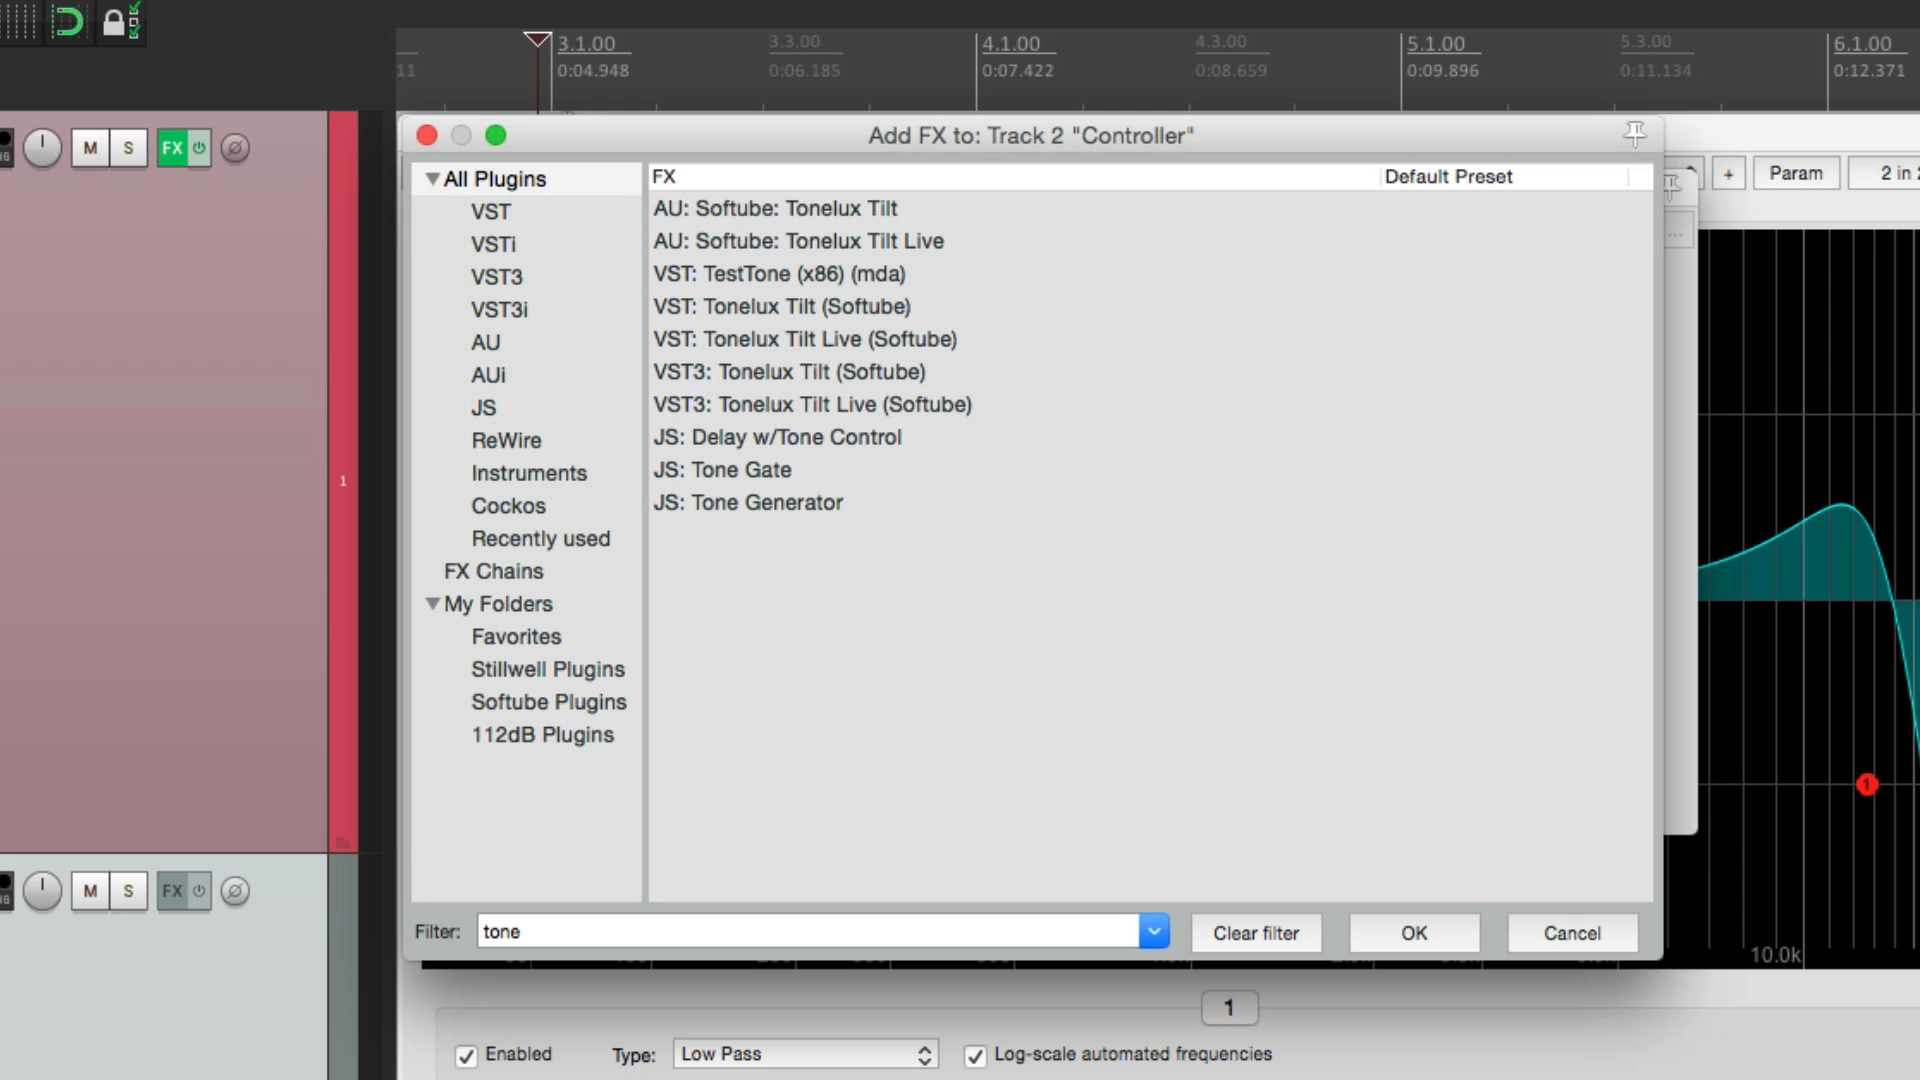 3.1.00 3.3.00 4.1.00 4.3.00 5.1.00 5.3.00 6.1.00
11 0:04.948 0:06.185 0:07.422 0:08.659 0:09.896 0:11.134 0:12.371
Add FX to: Track 2 "Controller"
M S FX
+ Param 2 in
All Plugins
VST
VSTi
VST3
VST3i
AU
AUi
JS
ReWire
Instruments
Cockos
Recently used
FX Chains
My Folders
Favorites
Stillwell Plugins
Softube Plugins
112dB Plugins
FX Default Preset
AU: Softube: Tonelux Tilt
AU: Softube: Tonelux Tilt Live
VST: TestTone (x86) (mda)
VST: Tonelux Tilt (Softube)
VST: Tonelux Tilt Live (Softube)
VST3: Tonelux Tilt (Softube)
VST3: Tonelux Tilt Live (Softube)
JS: Delay w/Tone Control
JS: Tone Gate
JS: Tone Generator
...
1
1
M S FX
Filter: tone Clear filter OK Cancel
10.0k
1
Enabled Type: Low Pass Log-scale automated frequencies